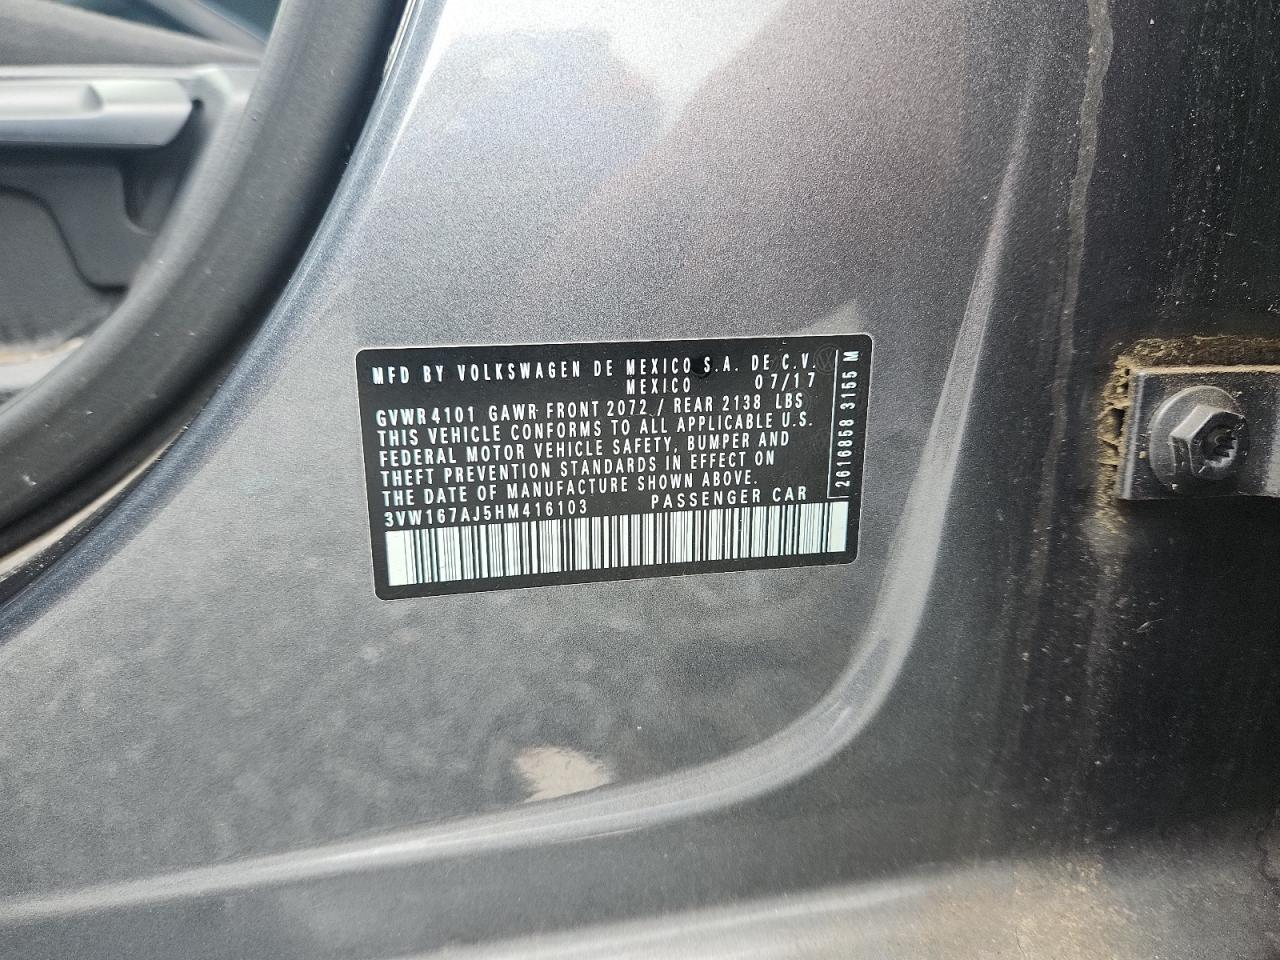 MFD BY VOLKSWAGEN DE MEXICO S.A. DE C.V.
MEXICO 07/17
GVWR 4101 GAWR FRONT 2072 / REAR 2138 LBS
THIS VEHICLE CONFORMS TO ALL APPLICABLE U.S.
FEDERAL MOTOR VEHICLE SAFETY, BUMPER AND
THEFT PREVENTION STANDARDS IN EFFECT ON
THE DATE OF MANUFACTURE SHOWN ABOVE.
3VW167AJ5HM416103 PASSENGER CAR
2616858 3155 M